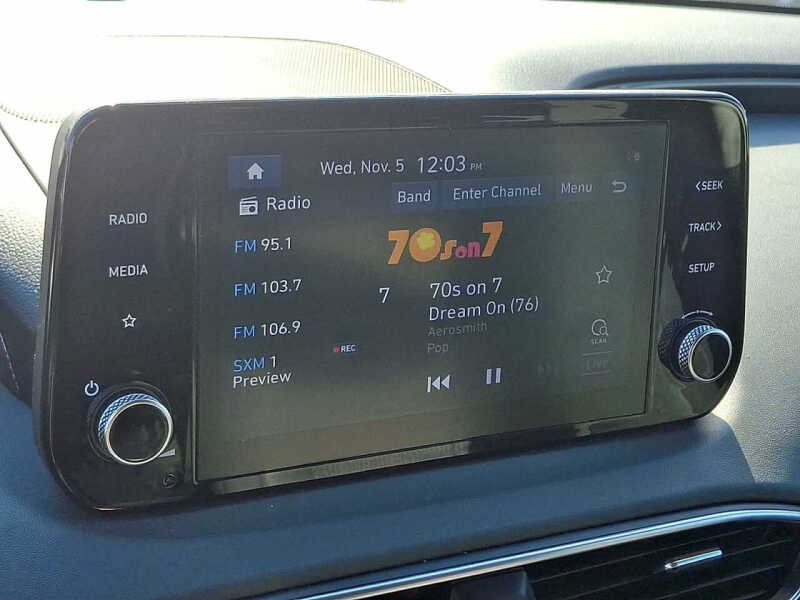 Wed, Nov. 5 12:03 PM
Band Enter Channel Menu
Radio
RADIO
MEDIA
FM 95.1
FM 103.7
FM 106.9
SXM 1
Preview
REC
70s on 7
7
70s on 7
Dream On (76)
Aerosmith
Pop
SCAN
Live
<SEEK
TRACK>
SETUP